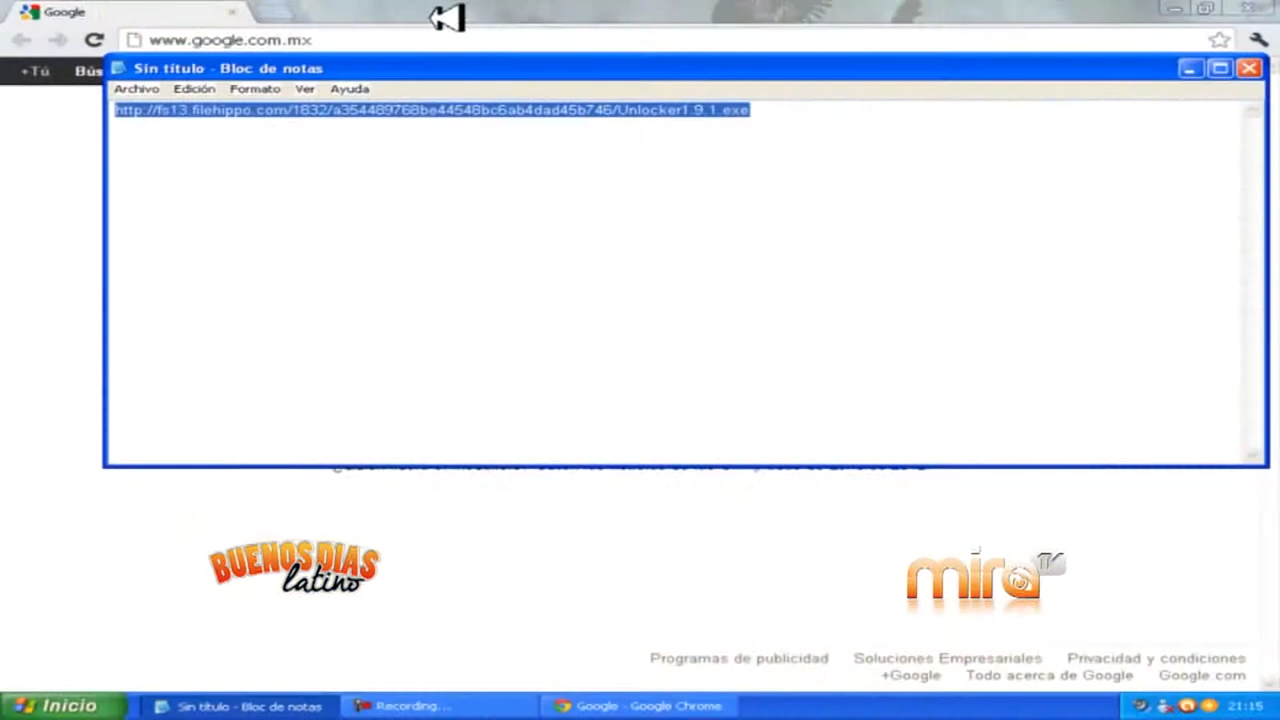 Google
www.google.com.mx
+Tú Bús
Sin título - Bloc de notas
Archivo Edición Formato Ver Ayuda
http://fs13.filehippo.com/1832/a354489768be44548bc6ab4dad45b746/Unlocker1.9.1.exe
BUENOS DIAS
latino
mira TV
Programas de publicidad Soluciones Empresariales Privacidad y condiciones
+Google Todo acerca de Google Google com
Inicio Sin título - Bloc de notas Recording... Google - Google Chrome 21:15